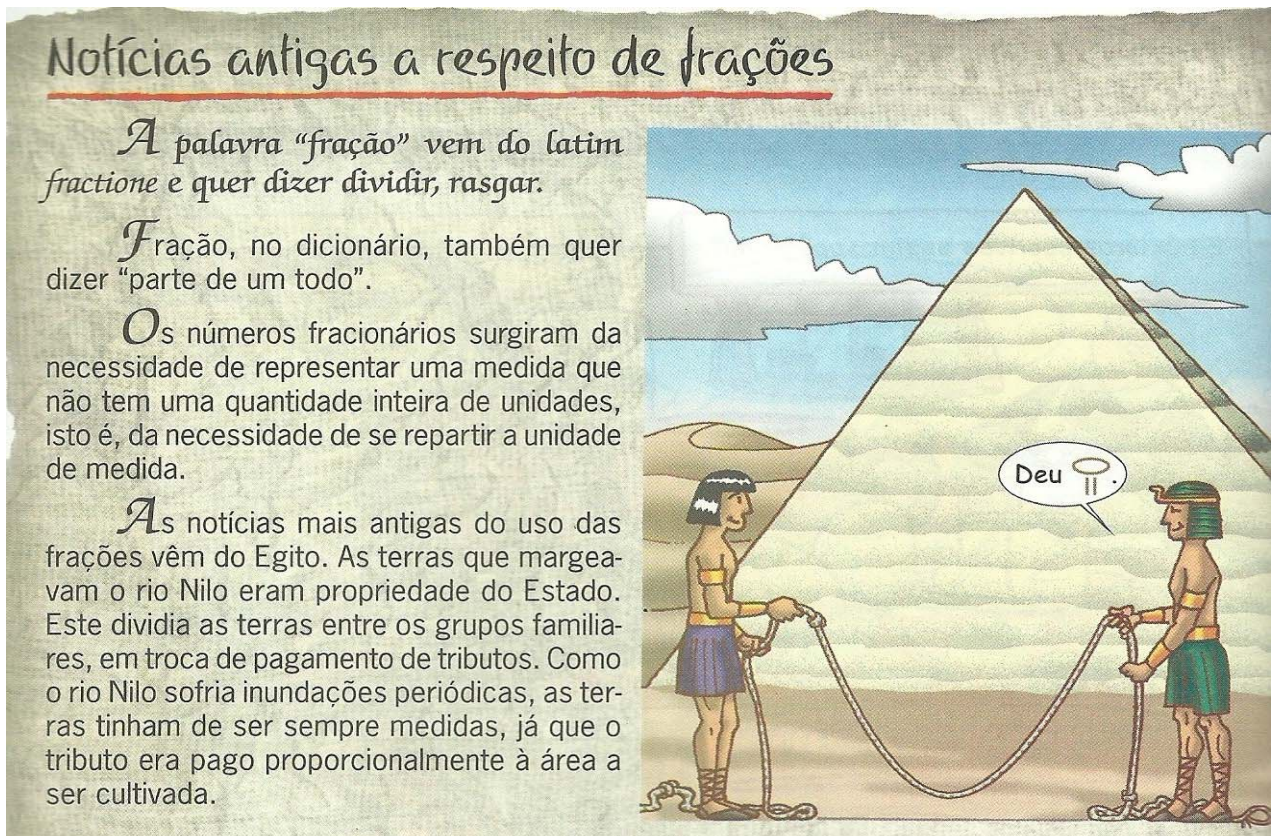 Notícias antigas a respeito de frações
A palavra “fração” vem do latim
fractione e quer dizer dividir, rasgar.
Fração, no dicionário, também quer
dizer “parte de um todo”.
Os números fracionários surgiram da
necessidade de representar uma medida que
não tem uma quantidade inteira de unidades,
isto é, da necessidade de se repartir a unidade
de medida.
As notícias mais antigas do uso das
frações vêm do Egito. As terras que margea-
vam o rio Nilo eram propriedade do Estado.
Este dividia as terras entre os grupos familia-
res, em troca de pagamento de tributos. Como
o rio Nilo sofria inundações periódicas, as ter-
ras tinham de ser sempre medidas, já que o
tributo era pago proporcionalmente à área a
ser cultivada.
Deu .